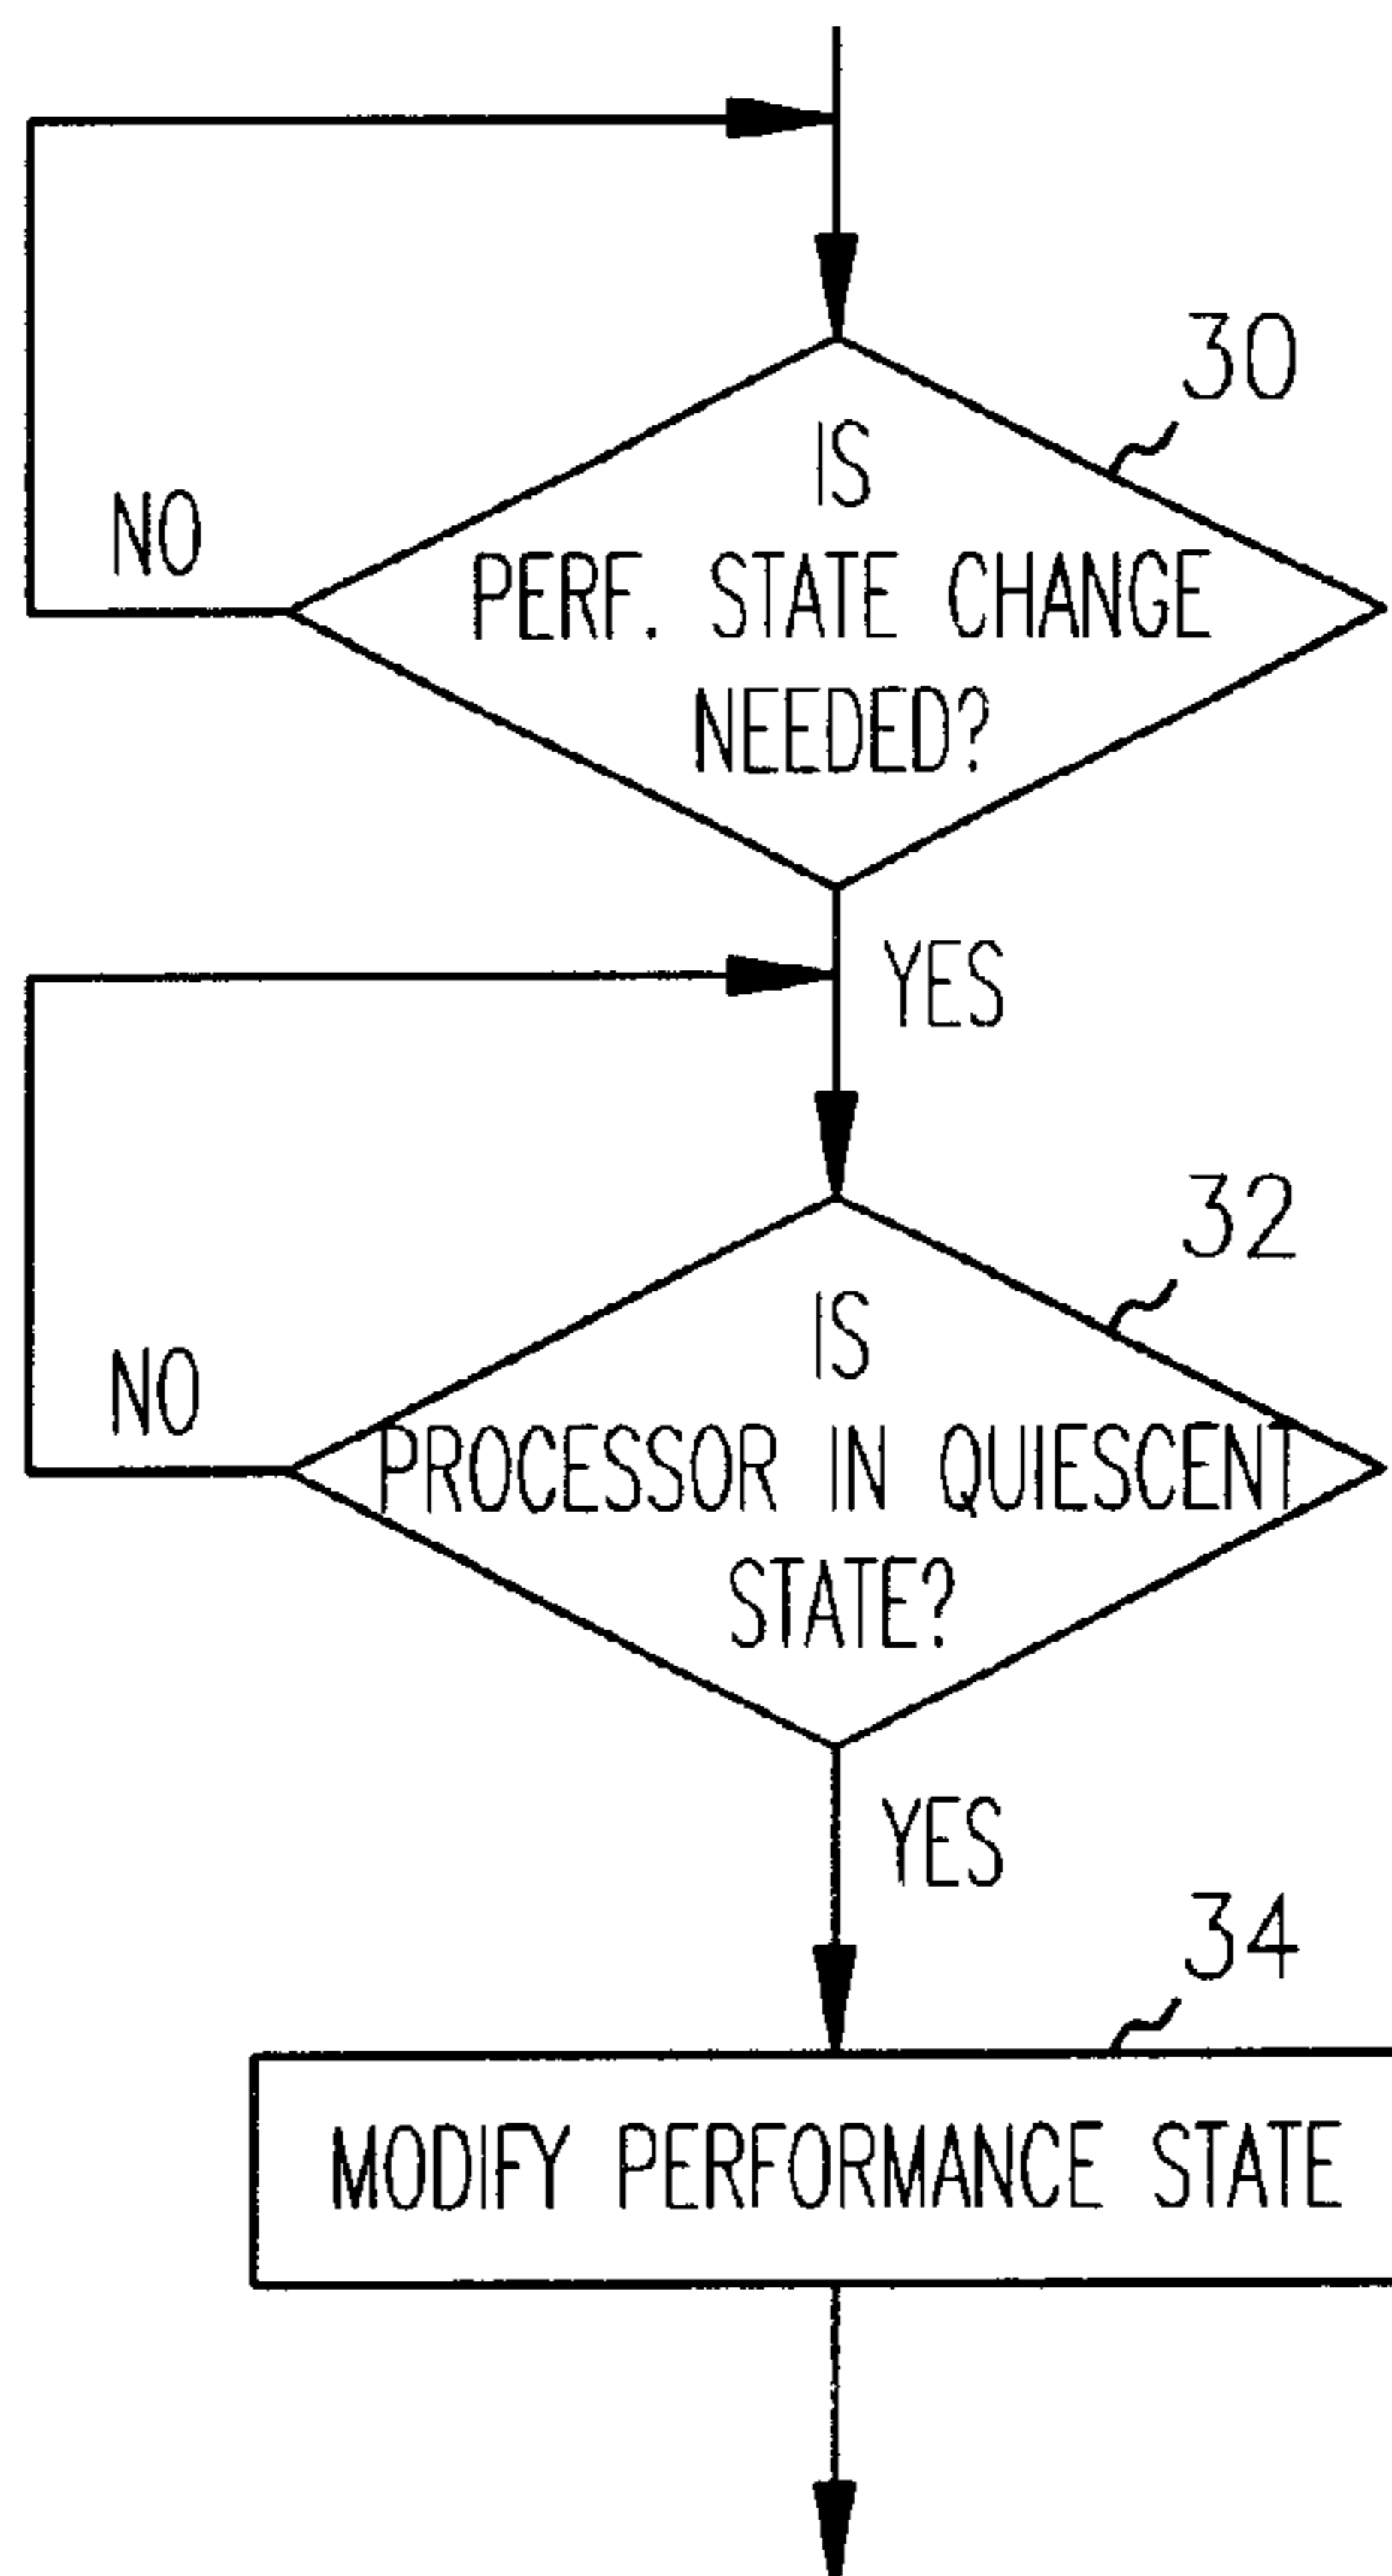 30
IS
NO
PERF. STATE CHANGE
NEEDED?
YES
32
IS
NO
PROCESSOR IN QUIESCENT
STATE?
YES
34
MODIFY PERFORMANCE STATE